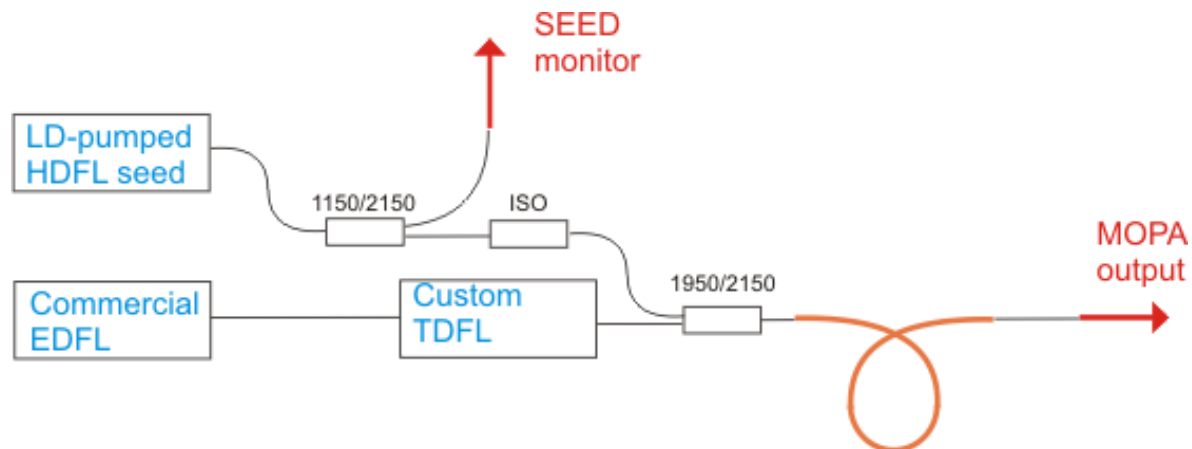 SEED
monitor
LD-pumped
HDFL seed
1150/2150
ISO
MOPA
output
1950/2150
Commercial
EDFL
Custom
TDFL